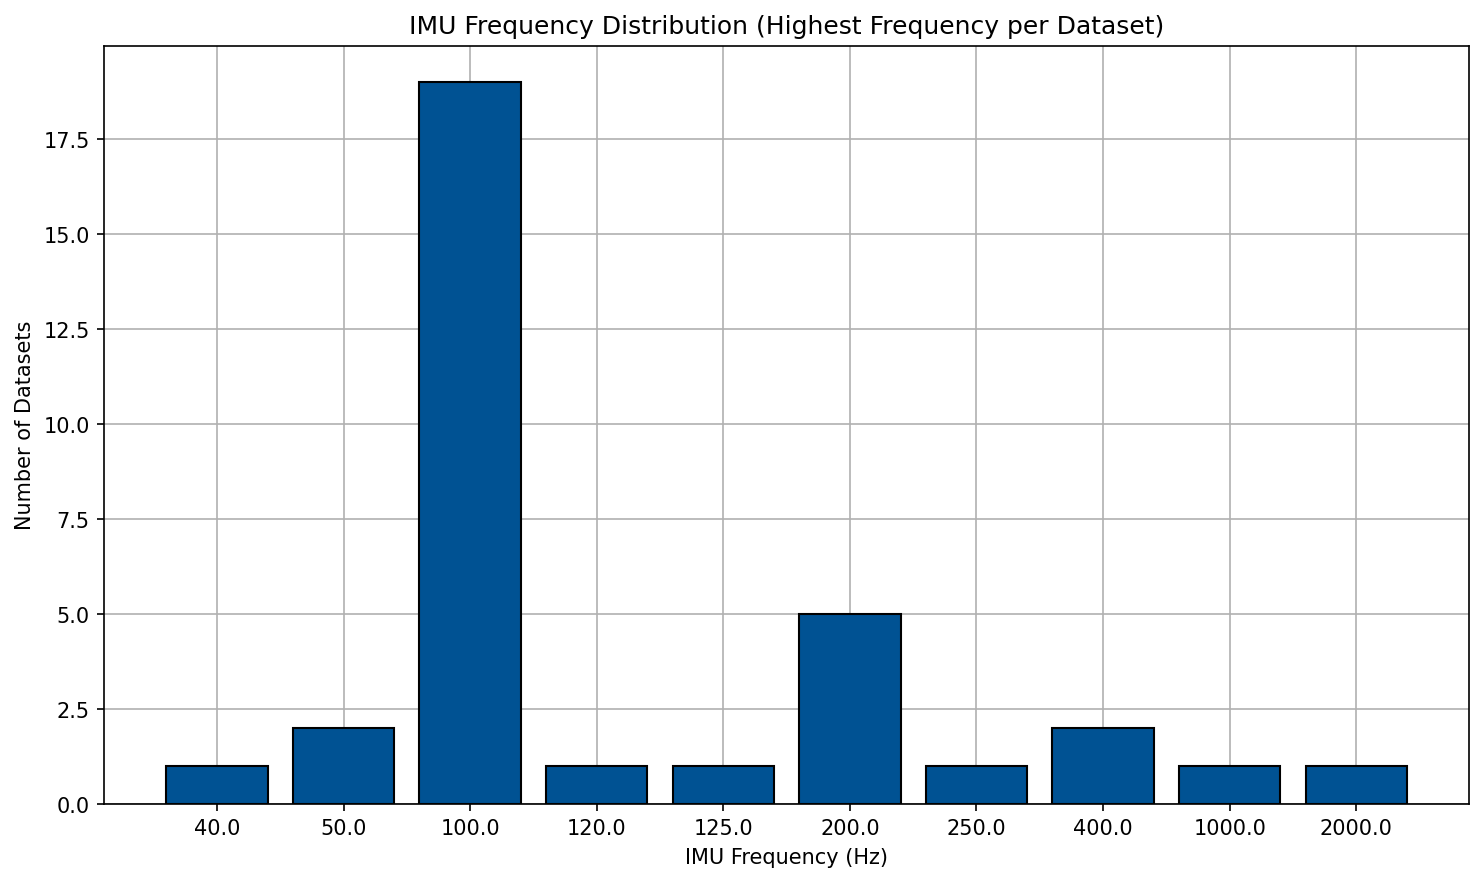 IMU Frequency Distribution (Highest Frequency per Dataset)
Number of Datasets
17.5
15.0
12.5
10.0
7.5
5.0
2.5
0.0
40.0 50.0 100.0 120.0 125.0 200.0 250.0 400.0 1000.0 2000.0
IMU Frequency (Hz)